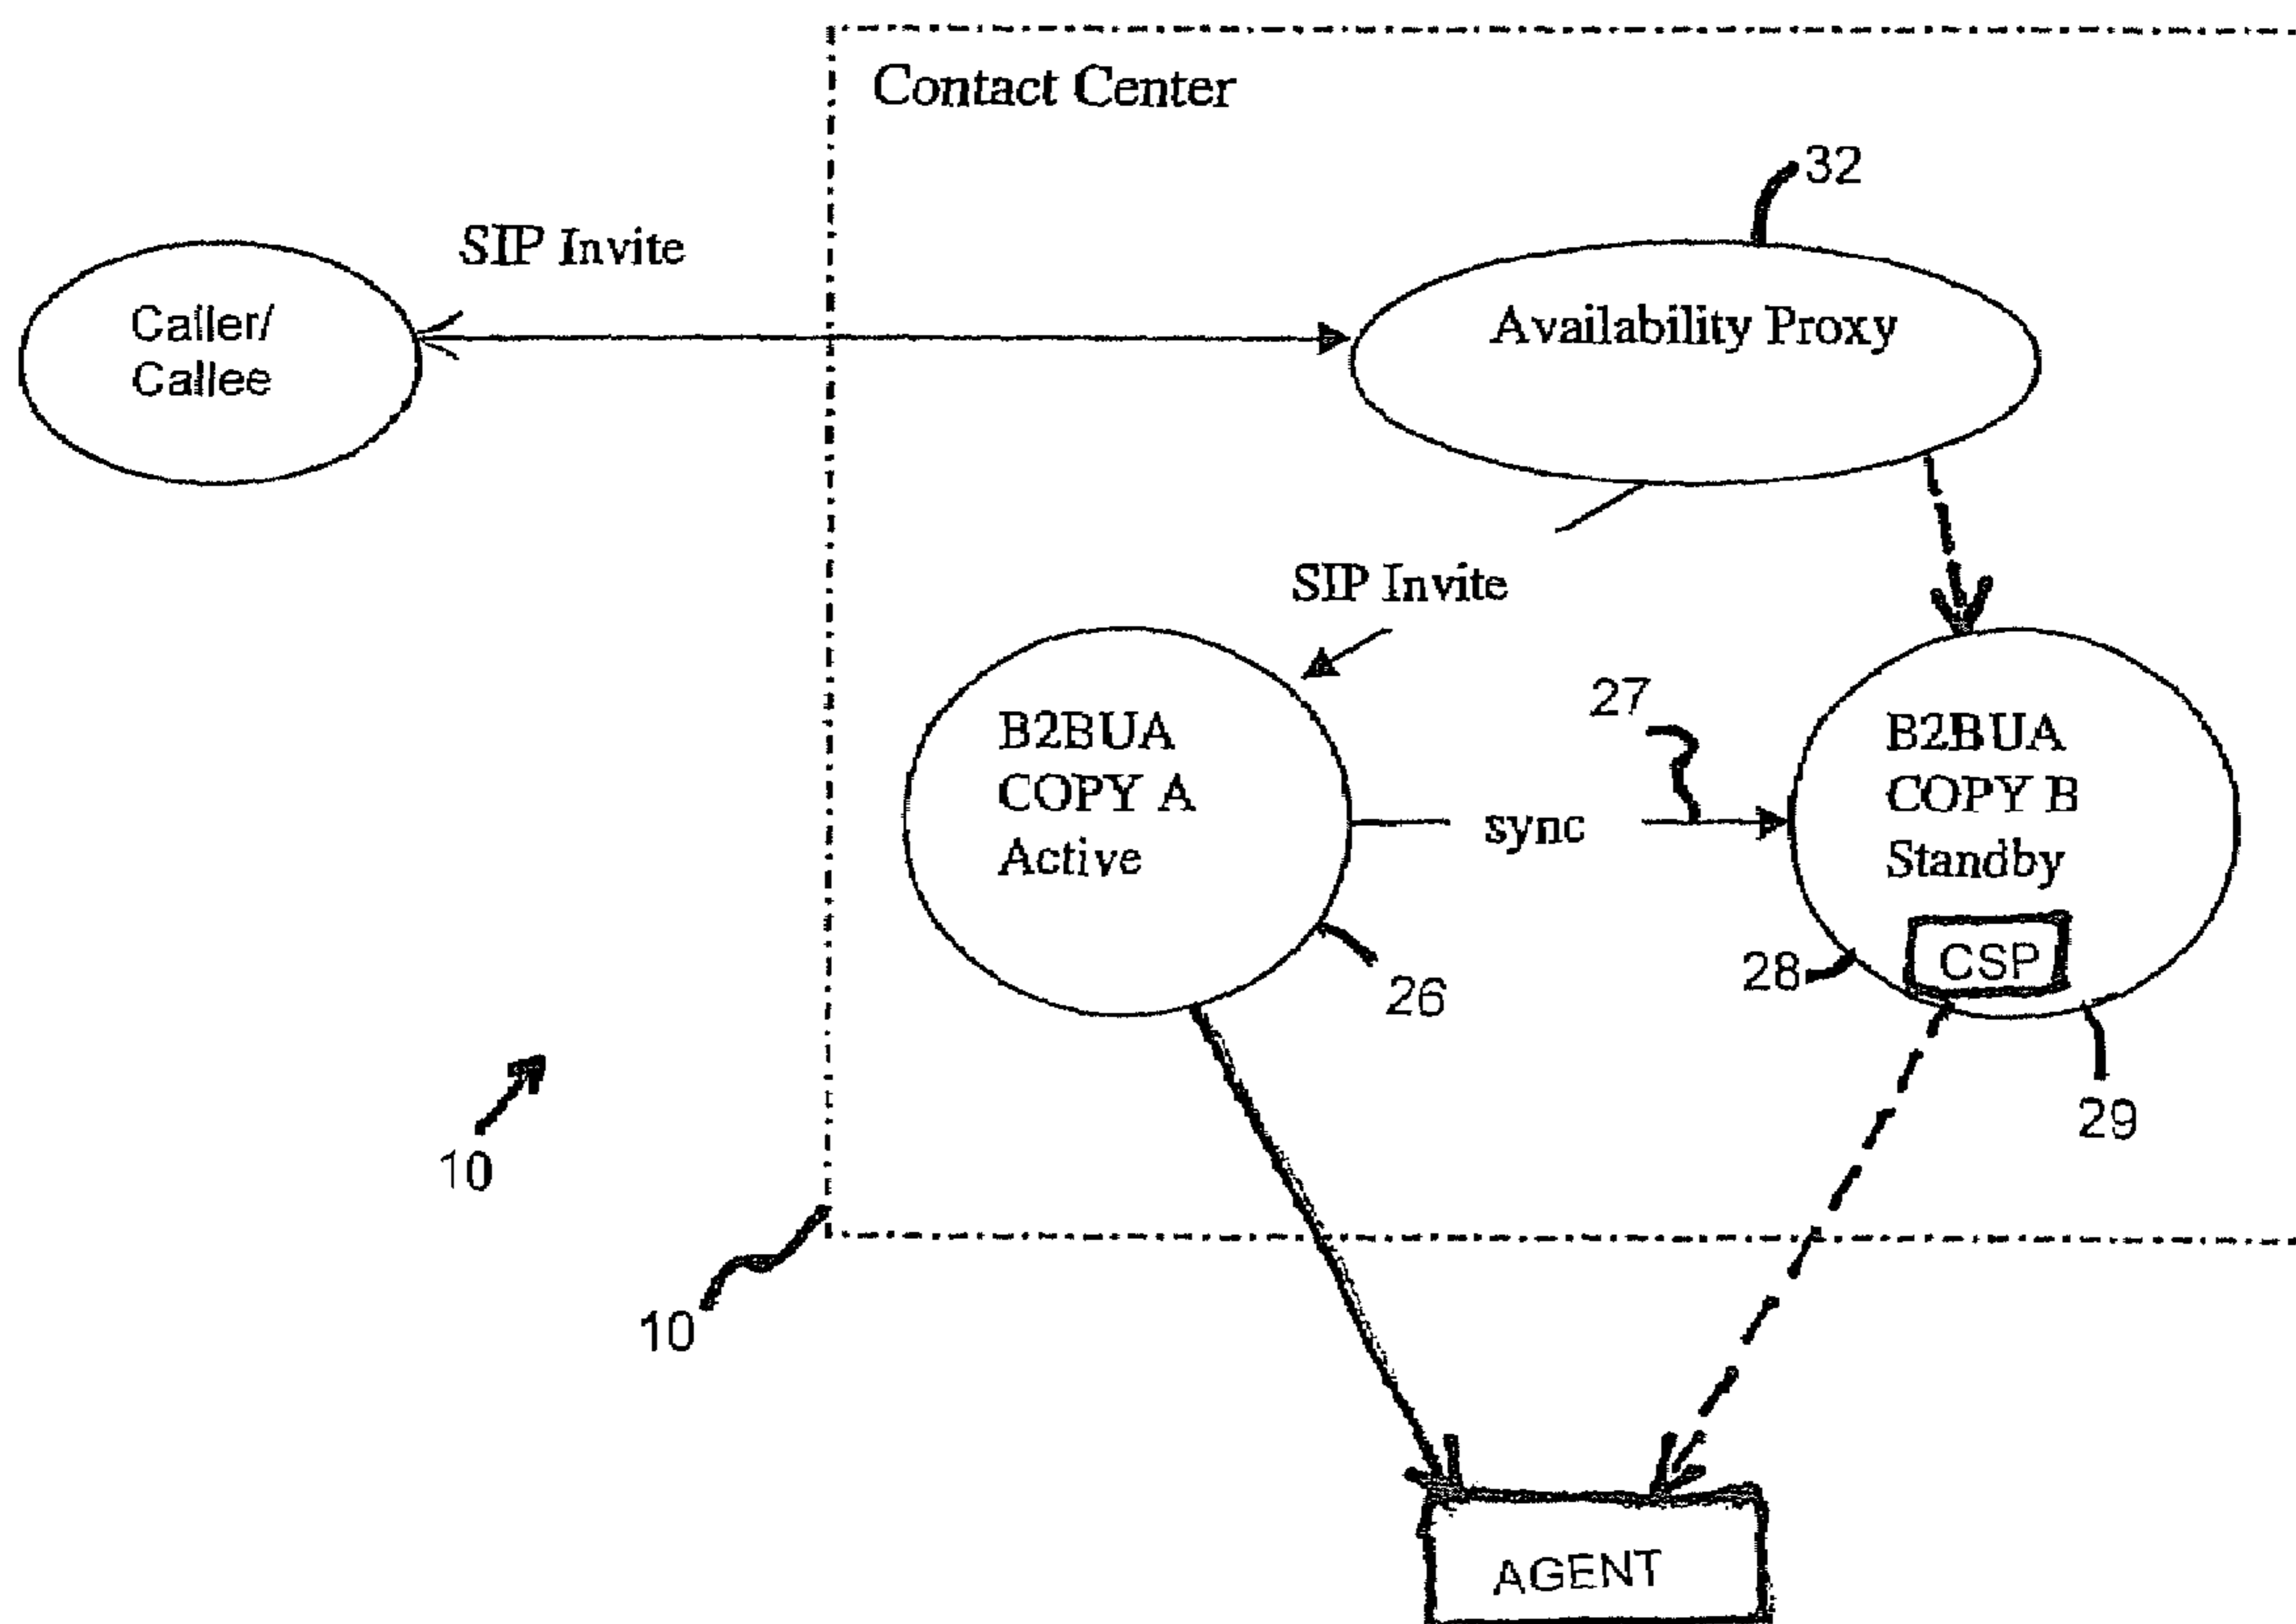 Contact Center
32
SIP Invite
Caller/
Callee
Availability Proxy
SIP Invite
27
B2BUA
COPY A
Active
sync
B2BUA
COPY B
Standby
CSP
28
26
29
10
10
AGENT